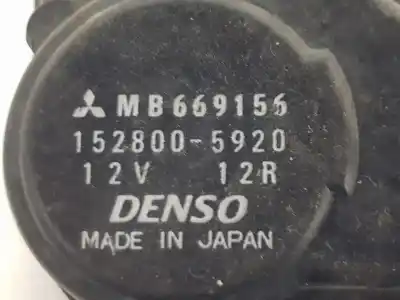 MB669156
152800-5920
12V 12R
DENSO
MADE IN JAPAN